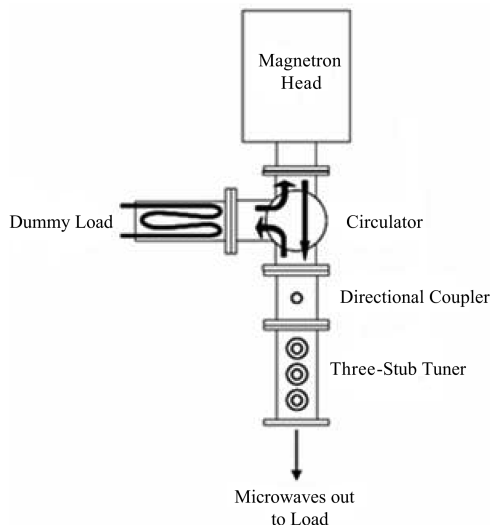 Magnetron
Head
Dummy Load
Circulator
Directional Coupler
Three-Stub Tuner
Microwaves out
to Load